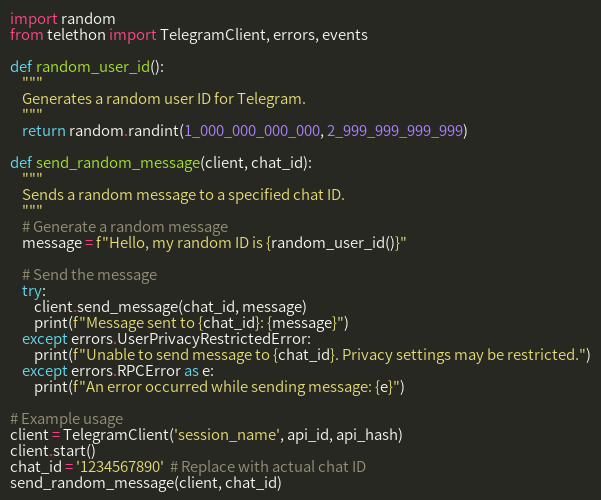 import random
from telethon import TelegramClient, errors, events

def random_user_id():
    """
    Generates a random user ID for Telegram.
    """
    return random.randint(1_000_000_000_000, 2_999_999_999_999)

def send_random_message(client, chat_id):
    """
    Sends a random message to a specified chat ID.
    """
    # Generate a random message
    message = f"Hello, my random ID is {random_user_id()}"

    # Send the message
    try:
        client.send_message(chat_id, message)
        print(f"Message sent to {chat_id}: {message}")
    except errors.UserPrivacyRestrictedError:
        print(f"Unable to send message to {chat_id}. Privacy settings may be restricted.")
    except errors.RPCError as e:
        print(f"An error occurred while sending message: {e}")

# Example usage
client = TelegramClient('session_name', api_id, api_hash)
client.start()
chat_id = '1234567890'  # Replace with actual chat ID
send_random_message(client, chat_id)